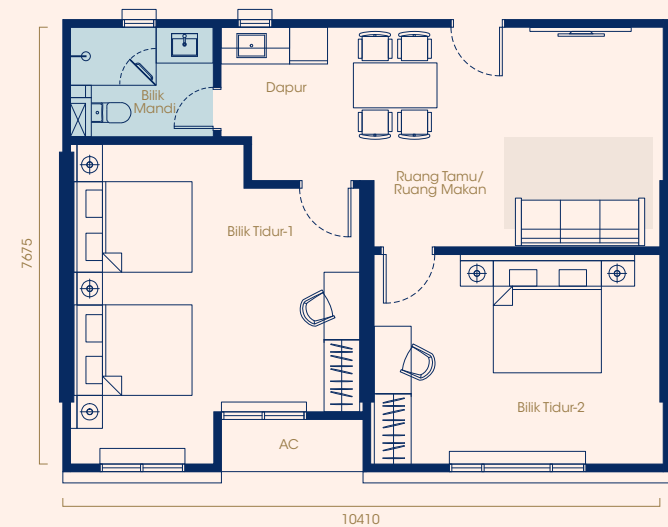 Bilik
Mandi
Dapur
Ruang Tamu/
Ruang Makan
Bilik Tidur-1
7675
Bilik Tidur-2
AC
10410